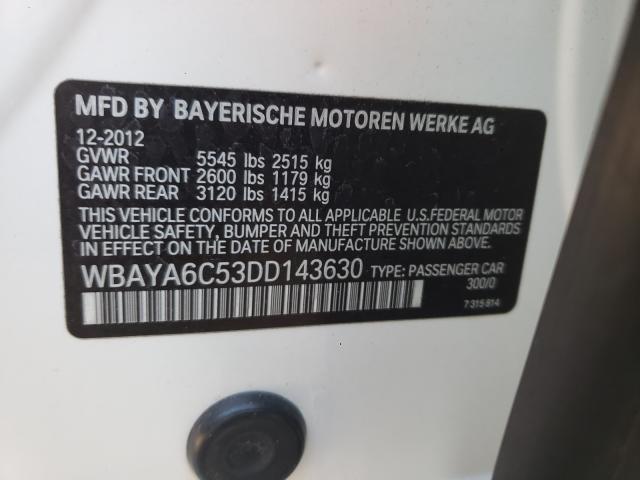 MFD BY BAYERISCHE MOTOREN WERKE AG
12-2012
GVWR 5545 lbs 2515 kg
GAWR FRONT 2600 lbs 1179 kg
GAWR REAR 3120 lbs 1415 kg
THIS VEHICLE CONFORMS TO ALL APPLICABLE U.S.FEDERAL MOTOR
VEHICLE SAFETY, BUMPER AND THEFT PREVENTION STANDARDS
IN EFFECT ON THE DATE OF MANUFACTURE SHOWN ABOVE.
WBAYA6C53DD143630 TYPE: PASSENGER CAR
300/0
7 315 814